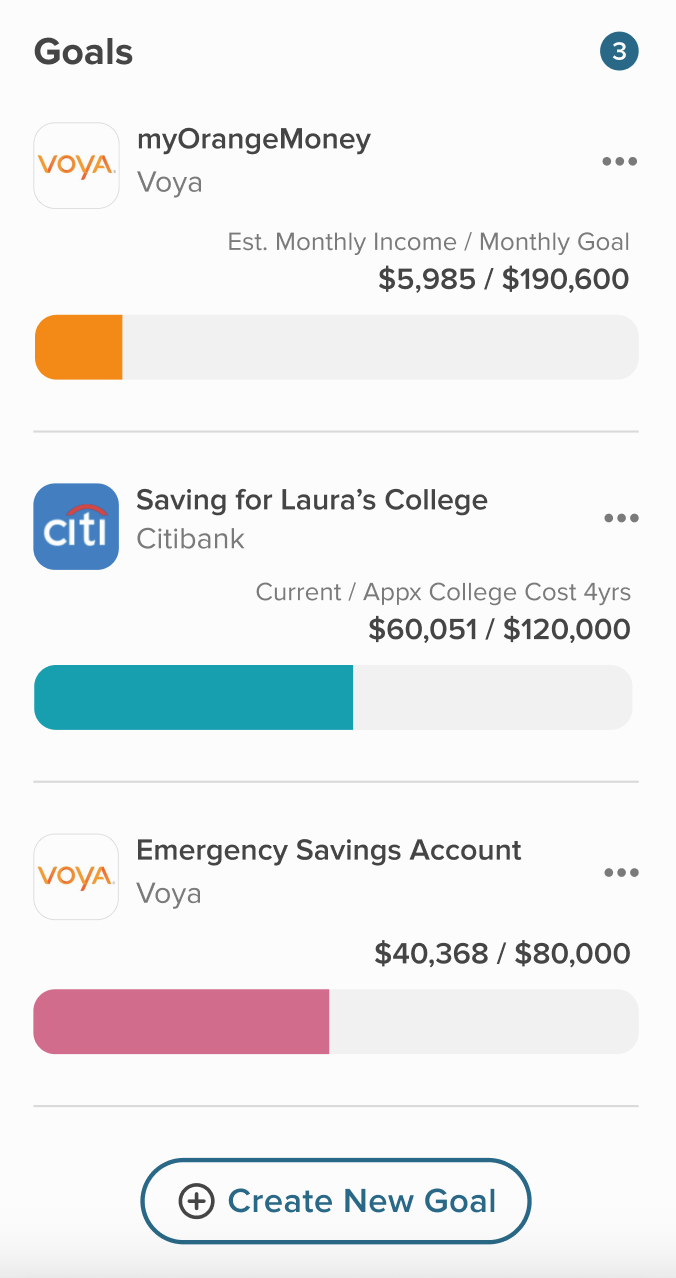 Goals
3
VOYA
myOrangeMoney
Voya
•••
Est. Monthly Income / Monthly Goal
$5,985 / $190,600
citi
Saving for Laura’s College
Citibank
•••
Current / Appx College Cost 4yrs
$60,051 / $120,000
VOYA
Emergency Savings Account
Voya
•••
$40,368 / $80,000
Create New Goal